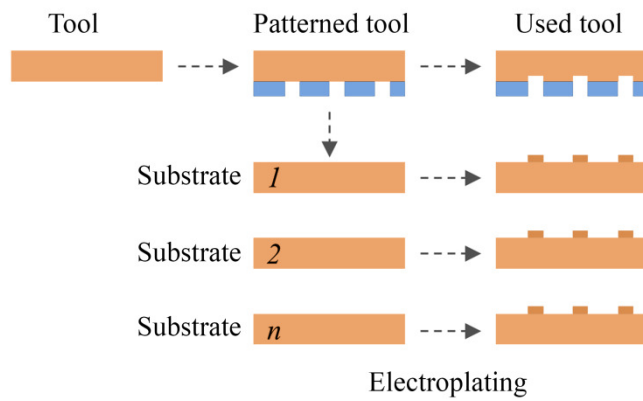 Tool
Patterned tool
Used tool
Substrate 1
Substrate 2
Substrate n
Electroplating